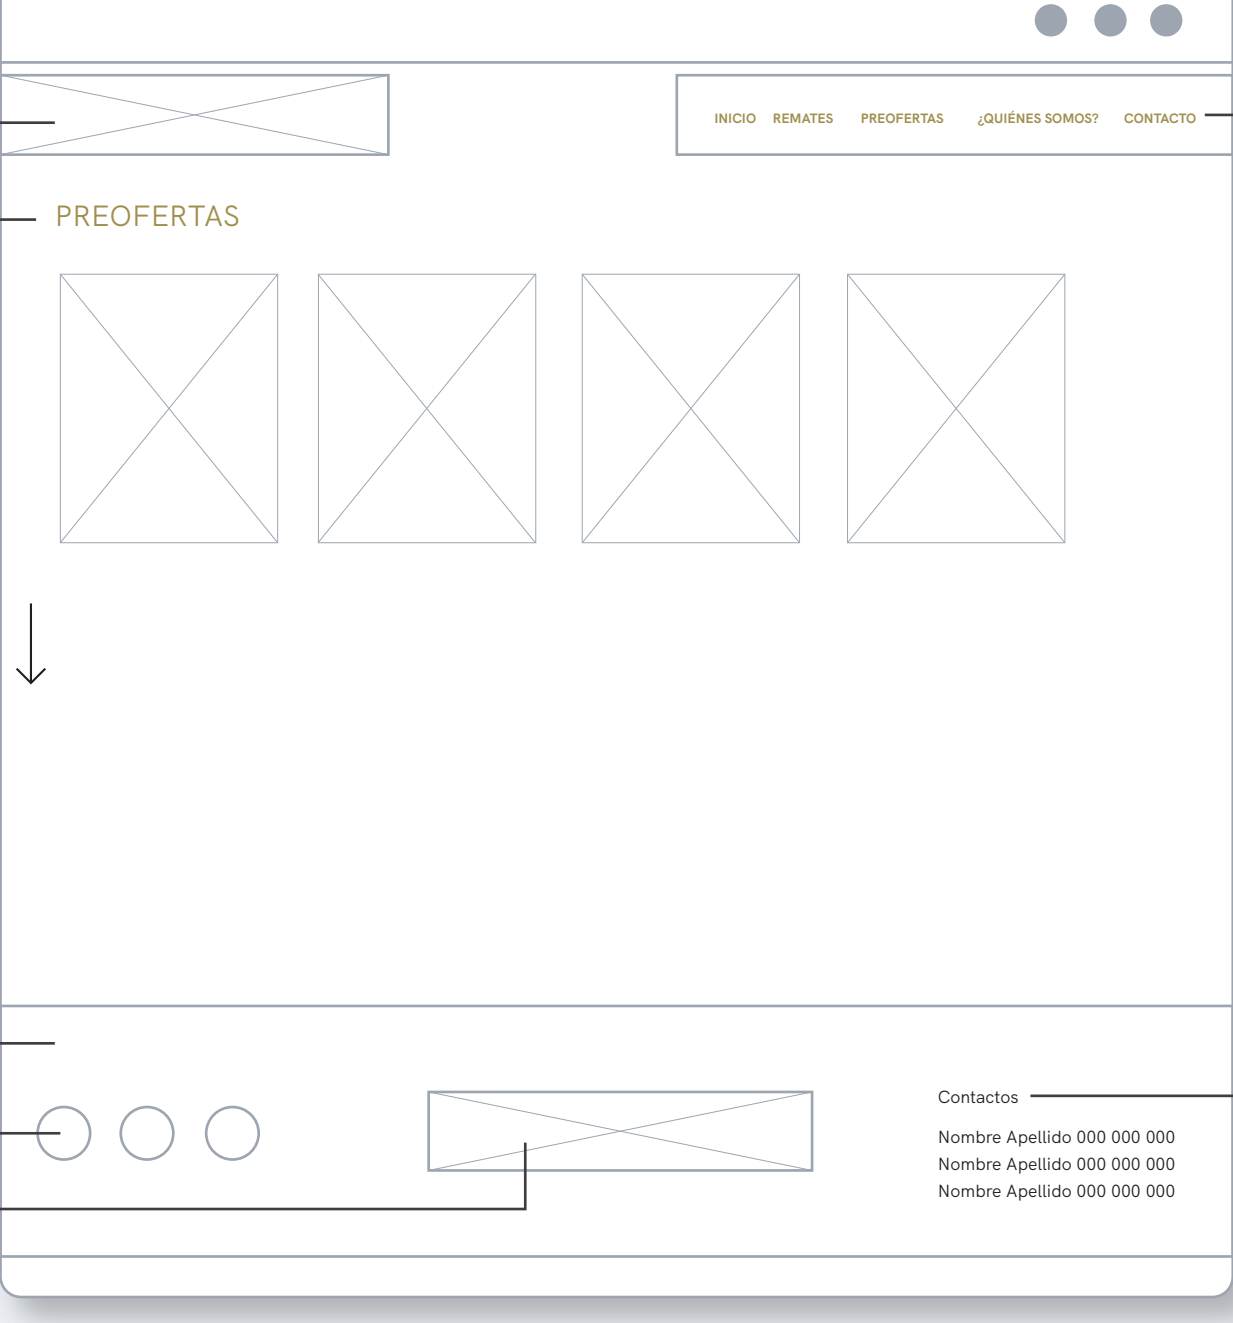 INICIO REMATES PREOFERTAS ¿QUIÉNES SOMOS? CONTACTO
PREOFERTAS
Contactos
Nombre Apellido 000 000 000
Nombre Apellido 000 000 000
Nombre Apellido 000 000 000